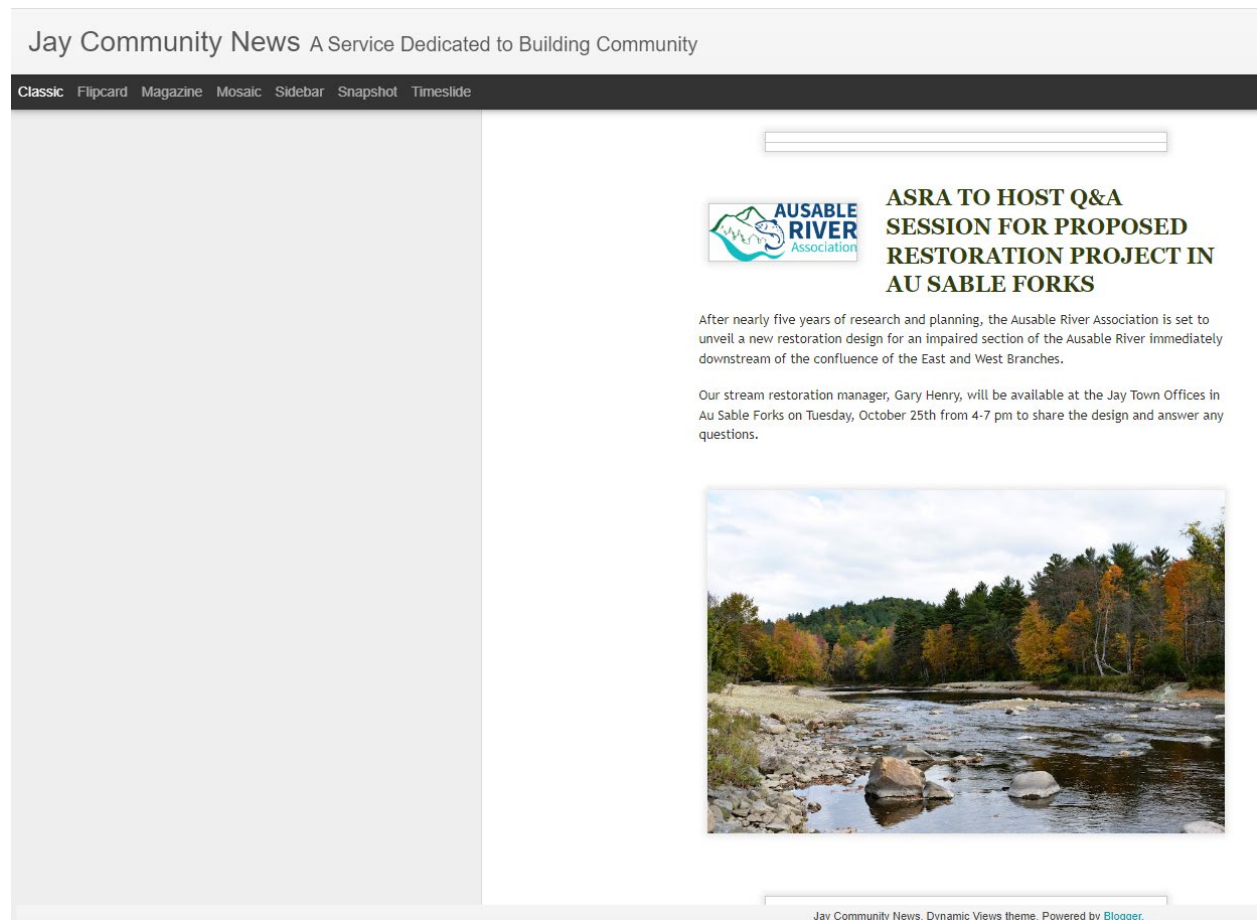 Jay Community News A Service Dedicated to Building Community
Classic Flipcard Magazine Mosaic Sidebar Snapshot Timeslide
AUSABLE
RIVER
Association
ASRA TO HOST Q&A
SESSION FOR PROPOSED
RESTORATION PROJECT IN
AU SABLE FORKS
After nearly five years of research and planning, the Ausable River Association is set to
unveil a new restoration design for an impaired section of the Ausable River immediately
downstream of the confluence of the East and West Branches.
Our stream restoration manager, Gary Henry, will be available at the Jay Town Offices in
Au Sable Forks on Tuesday, October 25th from 4-7 pm to share the design and answer any
questions.
Jay Community News. Dynamic Views theme. Powered by Blogger.